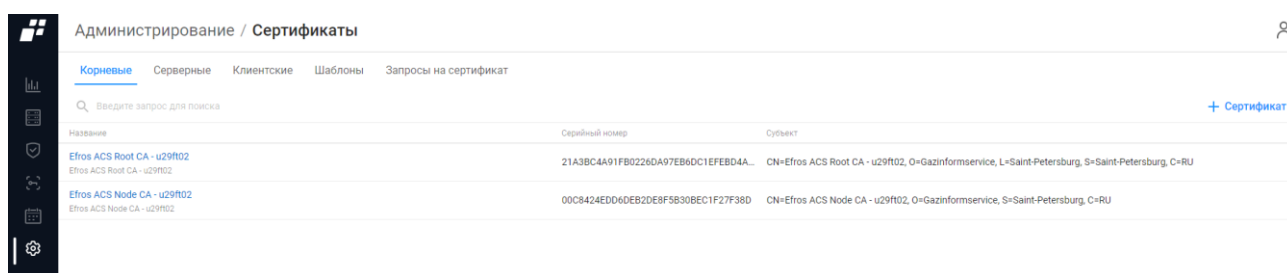 Администрирование / Сертификаты
Корневые Серверные Клиентские Шаблоны Запросы на сертификат
Введите запрос для поиска
+ Сертификат
Название Серийный номер Субъект
Efros ACS Root CA - u29ft02 21A3BC4A91FB0226DA97EB6DC1EFEBD4A... CN=Efros ACS Root CA - u29ft02, O=Gazinformservice, L=Saint-Petersburg, S=Saint-Petersburg, C=RU
Efros ACS Root CA - u29ft02
Efros ACS Node CA - u29ft02 00C8424EDD6DEB2DE8F5B30BEC1F27F38D CN=Efros ACS Node CA - u29ft02, O=Gazinformservice, S=Saint-Petersburg, C=RU
Efros ACS Node CA - u29ft02